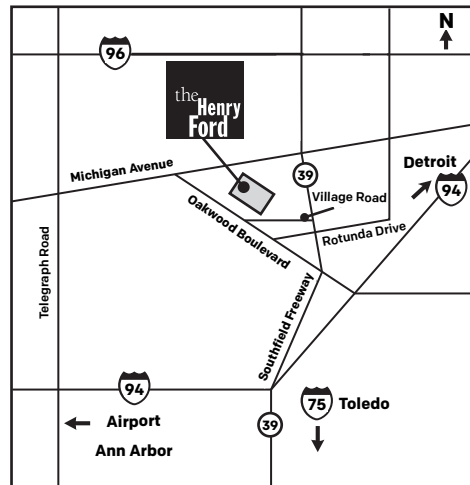 N
96
the
Henry
Ford
Michigan Avenue
39
Detroit
94
Village Road
Oakwood Boulevard
Rotunda Drive
Telegraph Road
Southfield Freeway
94
75
Toledo
Airport
39
Ann Arbor